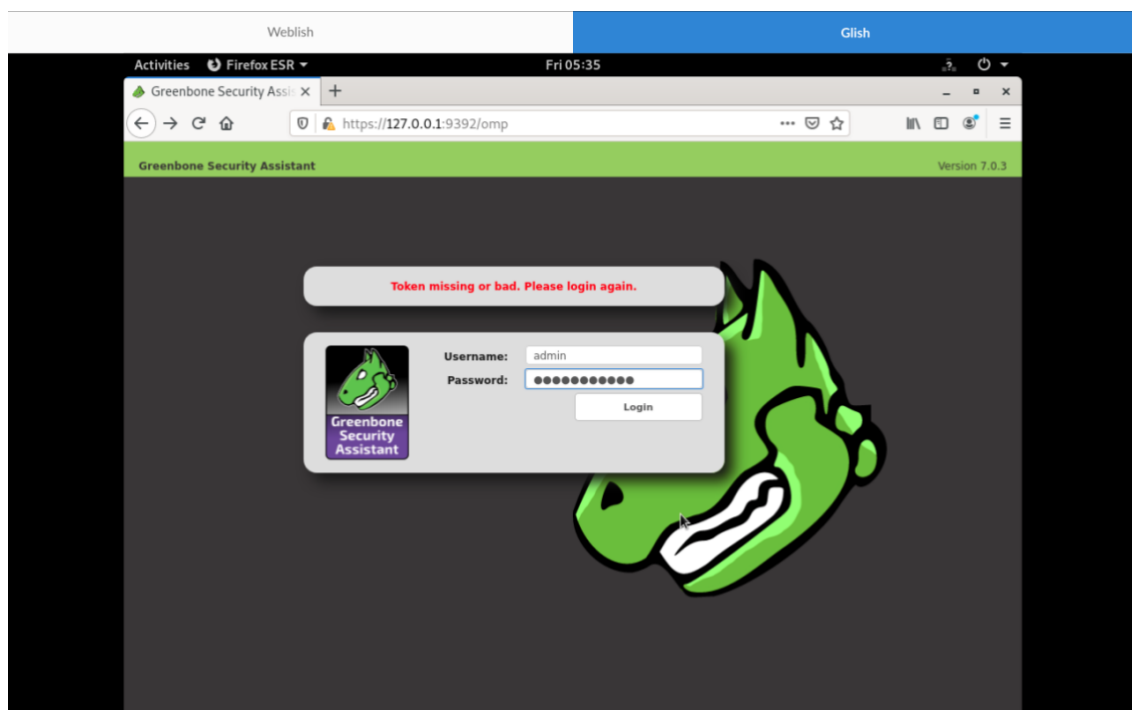 Weblish
Glish
Activities Firefox ESR Fri 05:35
Greenbone Security Assis
https://127.0.0.1:9392/omp
Greenbone Security Assistant Version 7.0.3
Token missing or bad. Please login again.
Username: admin
Password: ●●●●●●●●●●●
Login
Greenbone
Security
Assistant